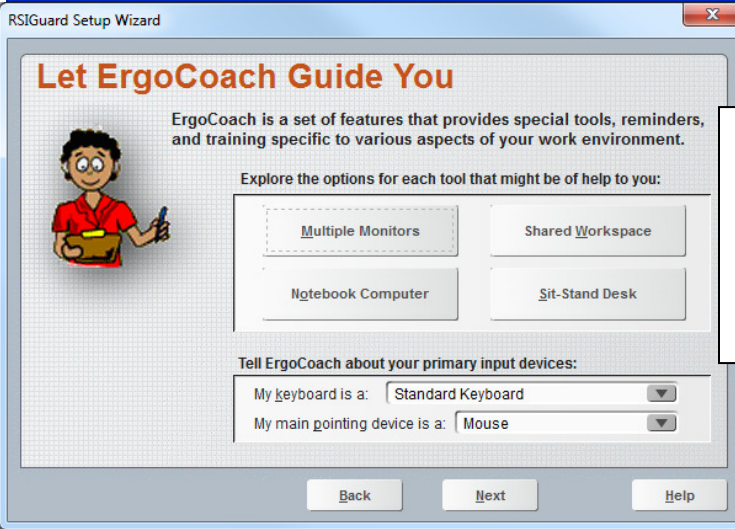 RSIGuard Setup Wizard
Let ErgoCoach Guide You
ErgoCoach is a set of features that provides special tools, reminders,
and training specific to various aspects of your work environment.
Explore the options for each tool that might be of help to you:
Multiple Monitors
Shared Workspace
Notebook Computer
Sit-Stand Desk
Tell ErgoCoach about your primary input devices:
My keyboard is a: Standard Keyboard
My main pointing device is a: Mouse
Back
Next
Help